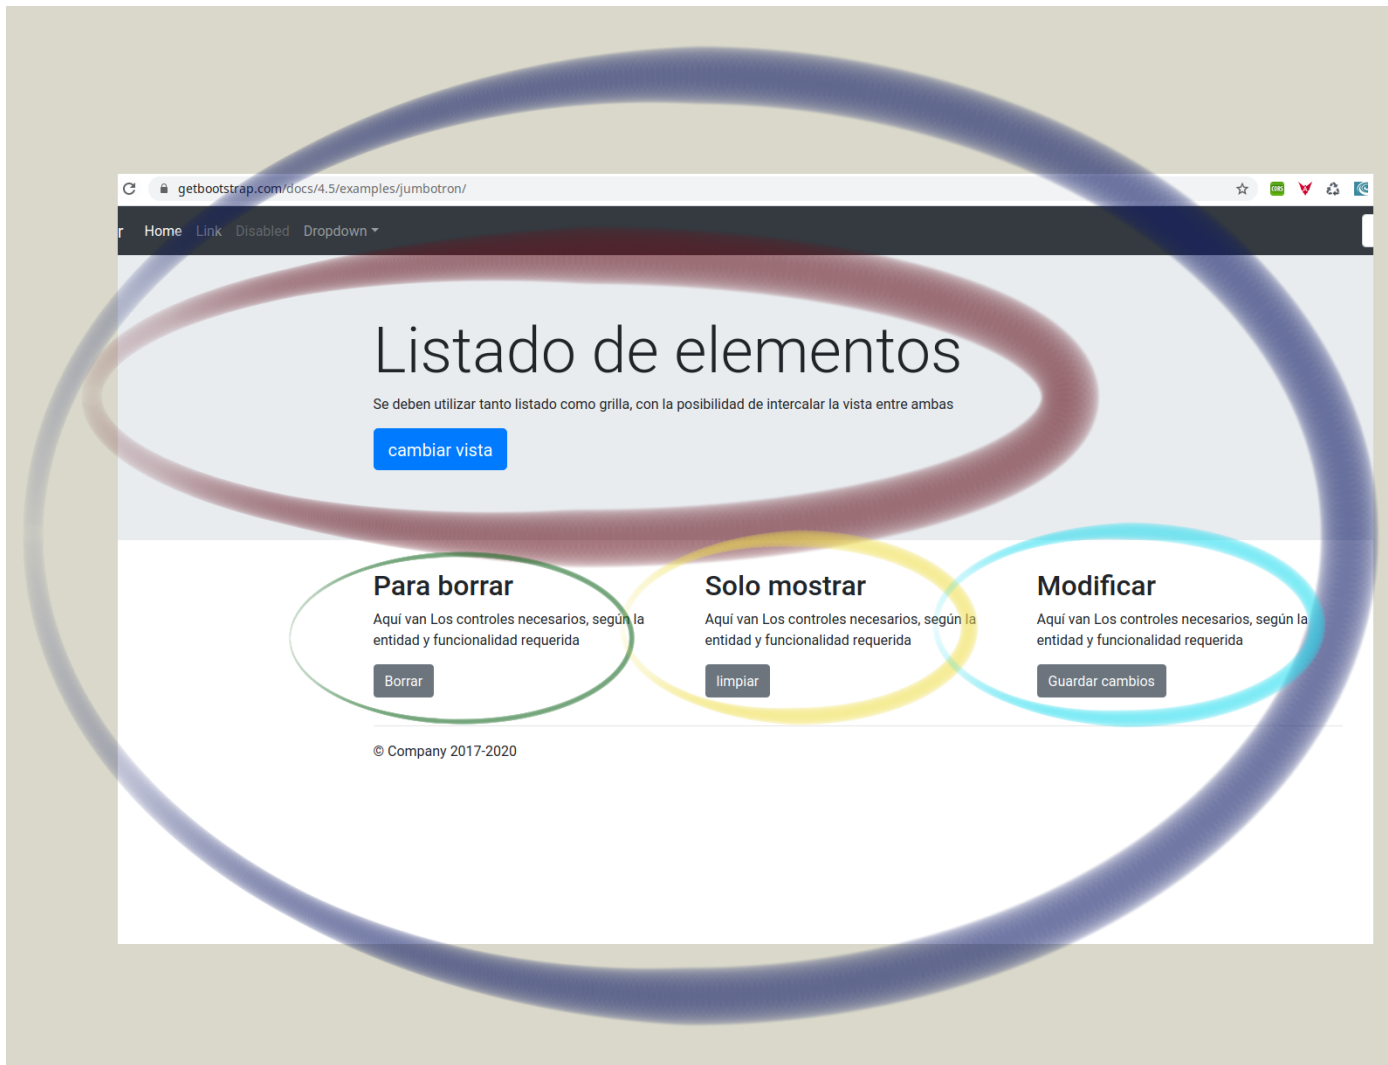 getbootstrap.com/docs/4.5/examples/jumbotron/
CORS
r Home Link Disabled Dropdown
Listado de elementos
Se deben utilizar tanto listado como grilla, con la posibilidad de intercalar la vista entre ambas
cambiar vista
Para borrar
Aquí van Los controles necesarios, según la
entidad y funcionalidad requerida
Borrar
Solo mostrar
Aquí van Los controles necesarios, según la
entidad y funcionalidad requerida
limpiar
Modificar
Aquí van Los controles necesarios, según la
entidad y funcionalidad requerida
Guardar cambios
© Company 2017-2020